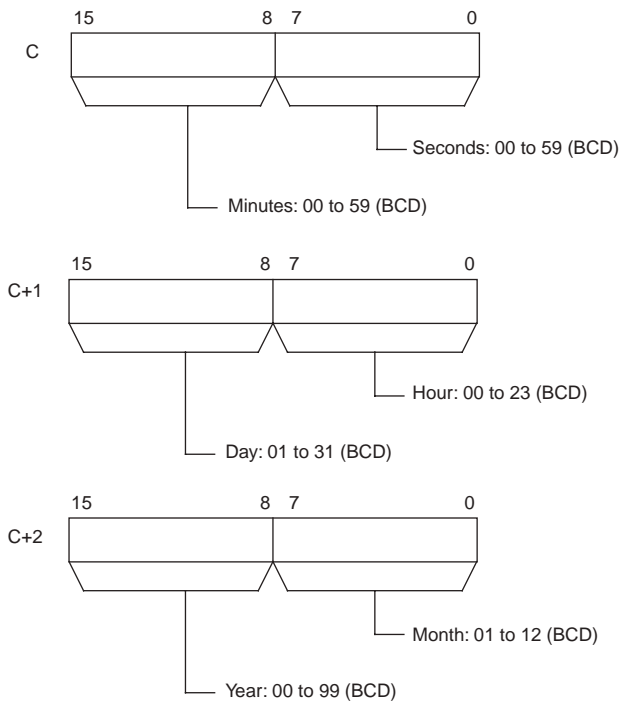 15 8 7 0
C
Seconds: 00 to 59 (BCD)
Minutes: 00 to 59 (BCD)
15 8 7 0
C+1
Hour: 00 to 23 (BCD)
Day: 01 to 31 (BCD)
15 8 7 0
C+2
Month: 01 to 12 (BCD)
Year: 00 to 99 (BCD)